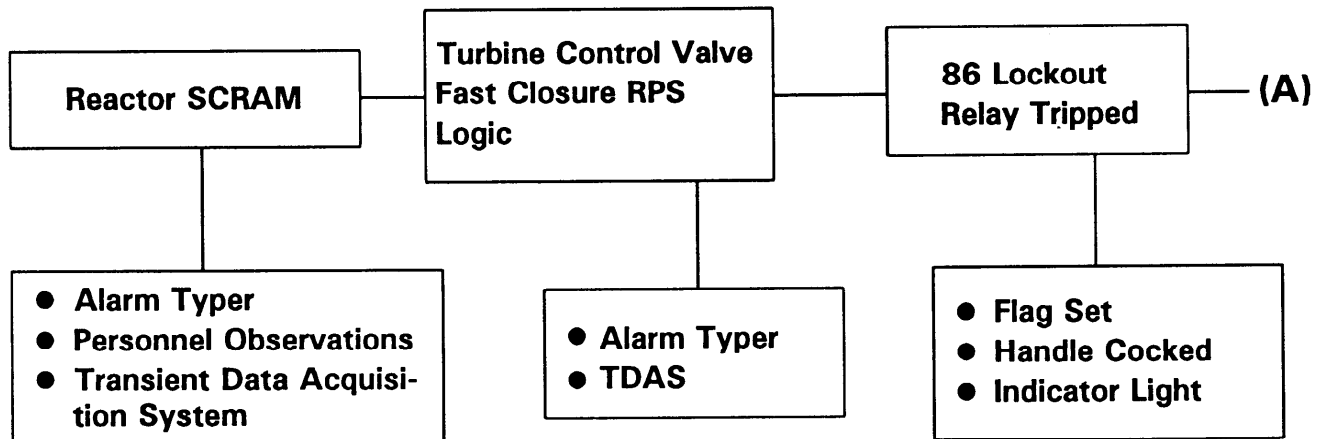 Reactor SCRAM
Turbine Control Valve
Fast Closure RPS
Logic
86 Lockout
Relay Tripped
(A)
● Alarm Typer
● Personnel Observations
● Transient Data Acquisi-
tion System
● Alarm Typer
● TDAS
● Flag Set
● Handle Cocked
● Indicator Light